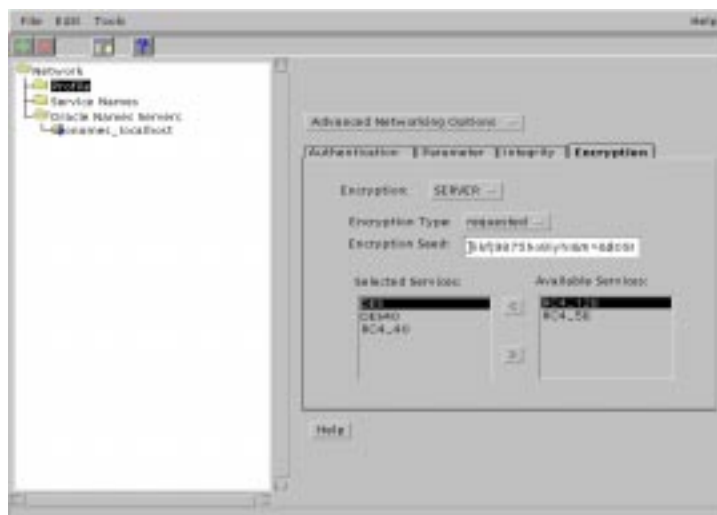 File Edit Tools Help
Network
Profile
Service Names
Oracle Names Servers
onames_localhost
Advanced Networking Options
Authentication Parameter Integrity Encryption
Encryption: SERVER
Encryption Type: requested
Encryption Seed:
Selected Services: Available Services:
DES RC4_128
DES40 RC4_56
RC4_40
<
>
Help